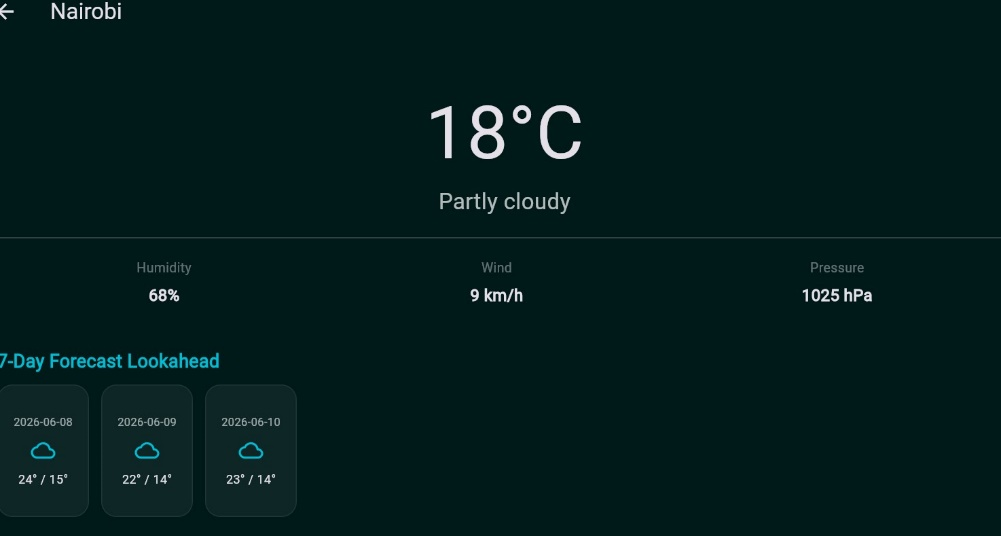 Nairobi
18°C
Partly cloudy
Humidity Wind Pressure
68% 9 km/h 1025 hPa
7-Day Forecast Lookahead
2026-06-08 2026-06-09 2026-06-10
24° / 15° 22° / 14° 23° / 14°